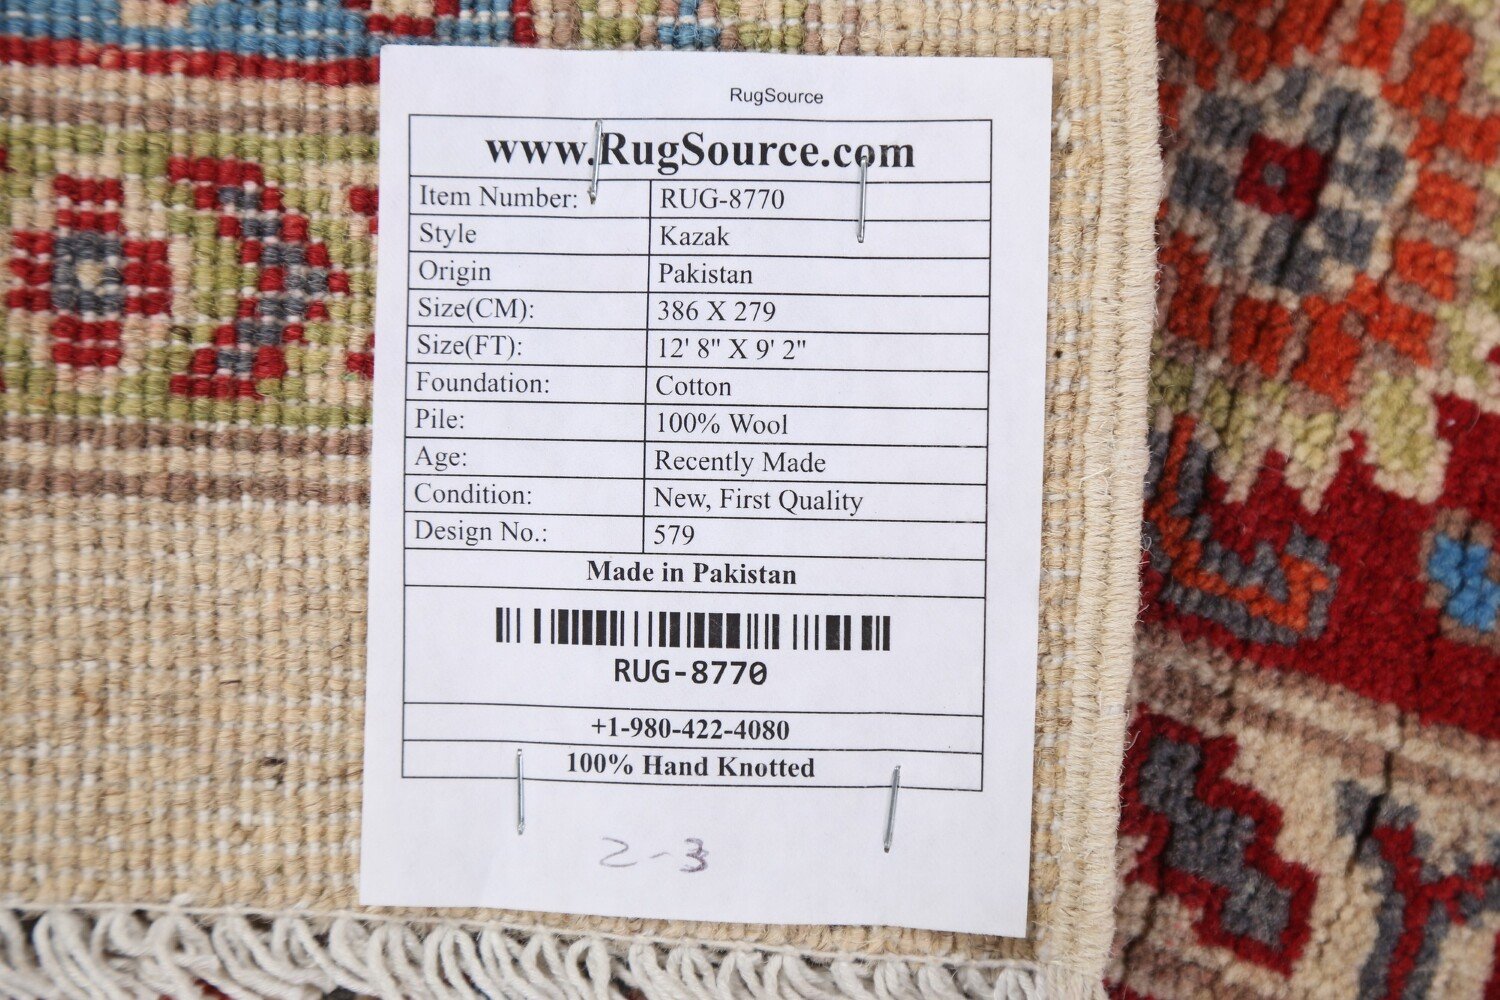 RugSource
www.RugSource.com
Item Number: RUG-8770
Style Kazak
Origin Pakistan
Size(CM): 386 X 279
Size(FT): 12' 8" X 9' 2"
Foundation: Cotton
Pile: 100% Wool
Age: Recently Made
Condition: New, First Quality
Design No.: 579
Made in Pakistan
RUG-8770
+1-980-422-4080
100% Hand Knotted
2-3